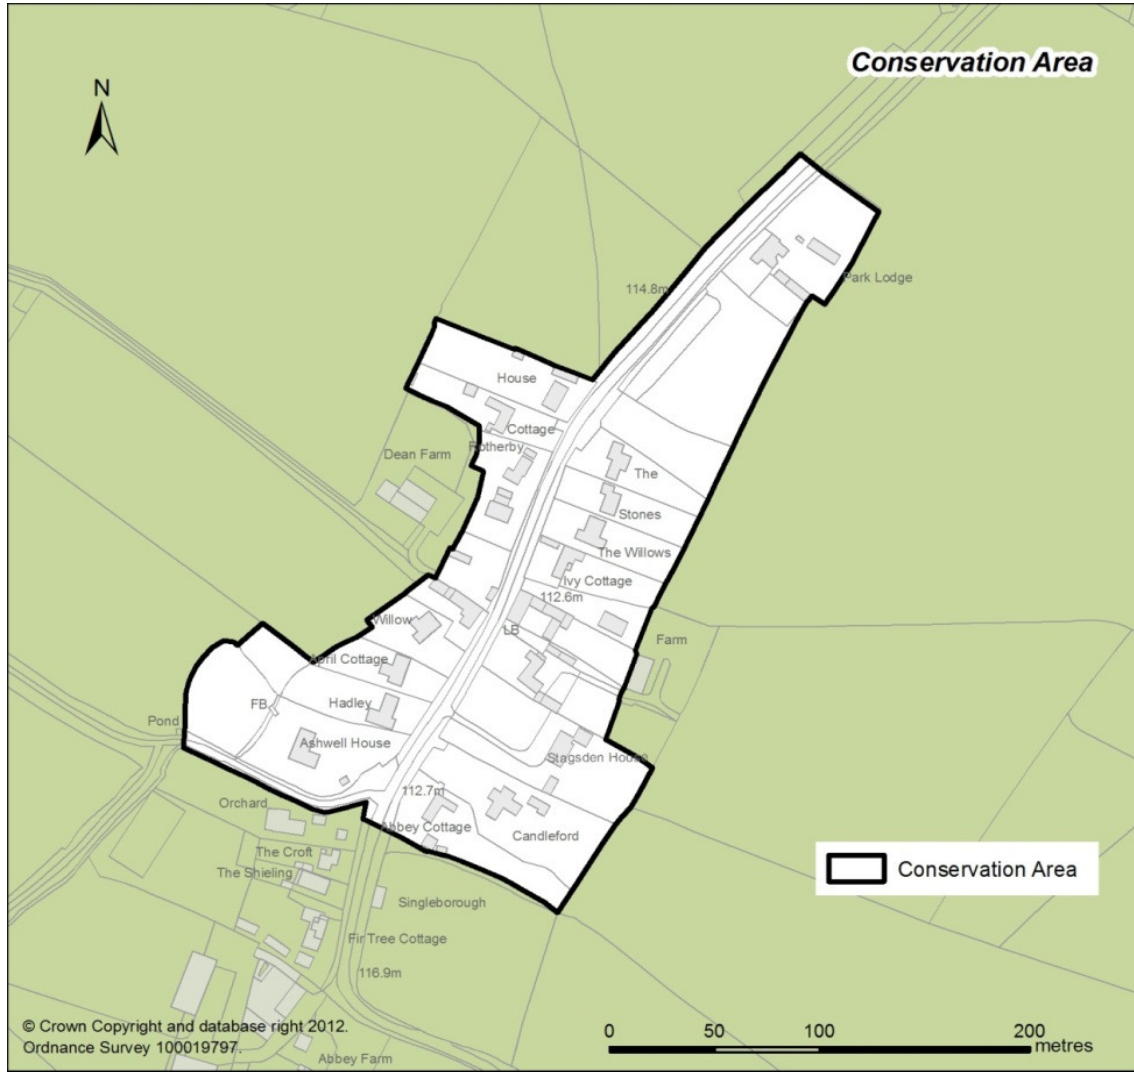 Conservation Area
N
Park Lodge
114.8m
House
Cottage
Rotherby
Dean Farm
The
Stones
The Willows
Ivy Cottage
112.6m
Willow
LB
Farm
April Cottage
FB
Hadley
Pond
Ashwell House
Stagsden House
112.7m
Orchard
Abbey Cottage
Candleford
The Croft
The Shieling
Conservation Area
Singleborough
Fir Tree Cottage
116.9m
© Crown Copyright and database right 2012.
Ordnance Survey 100019797.
Abbey Farm
0 50 100 200
metres